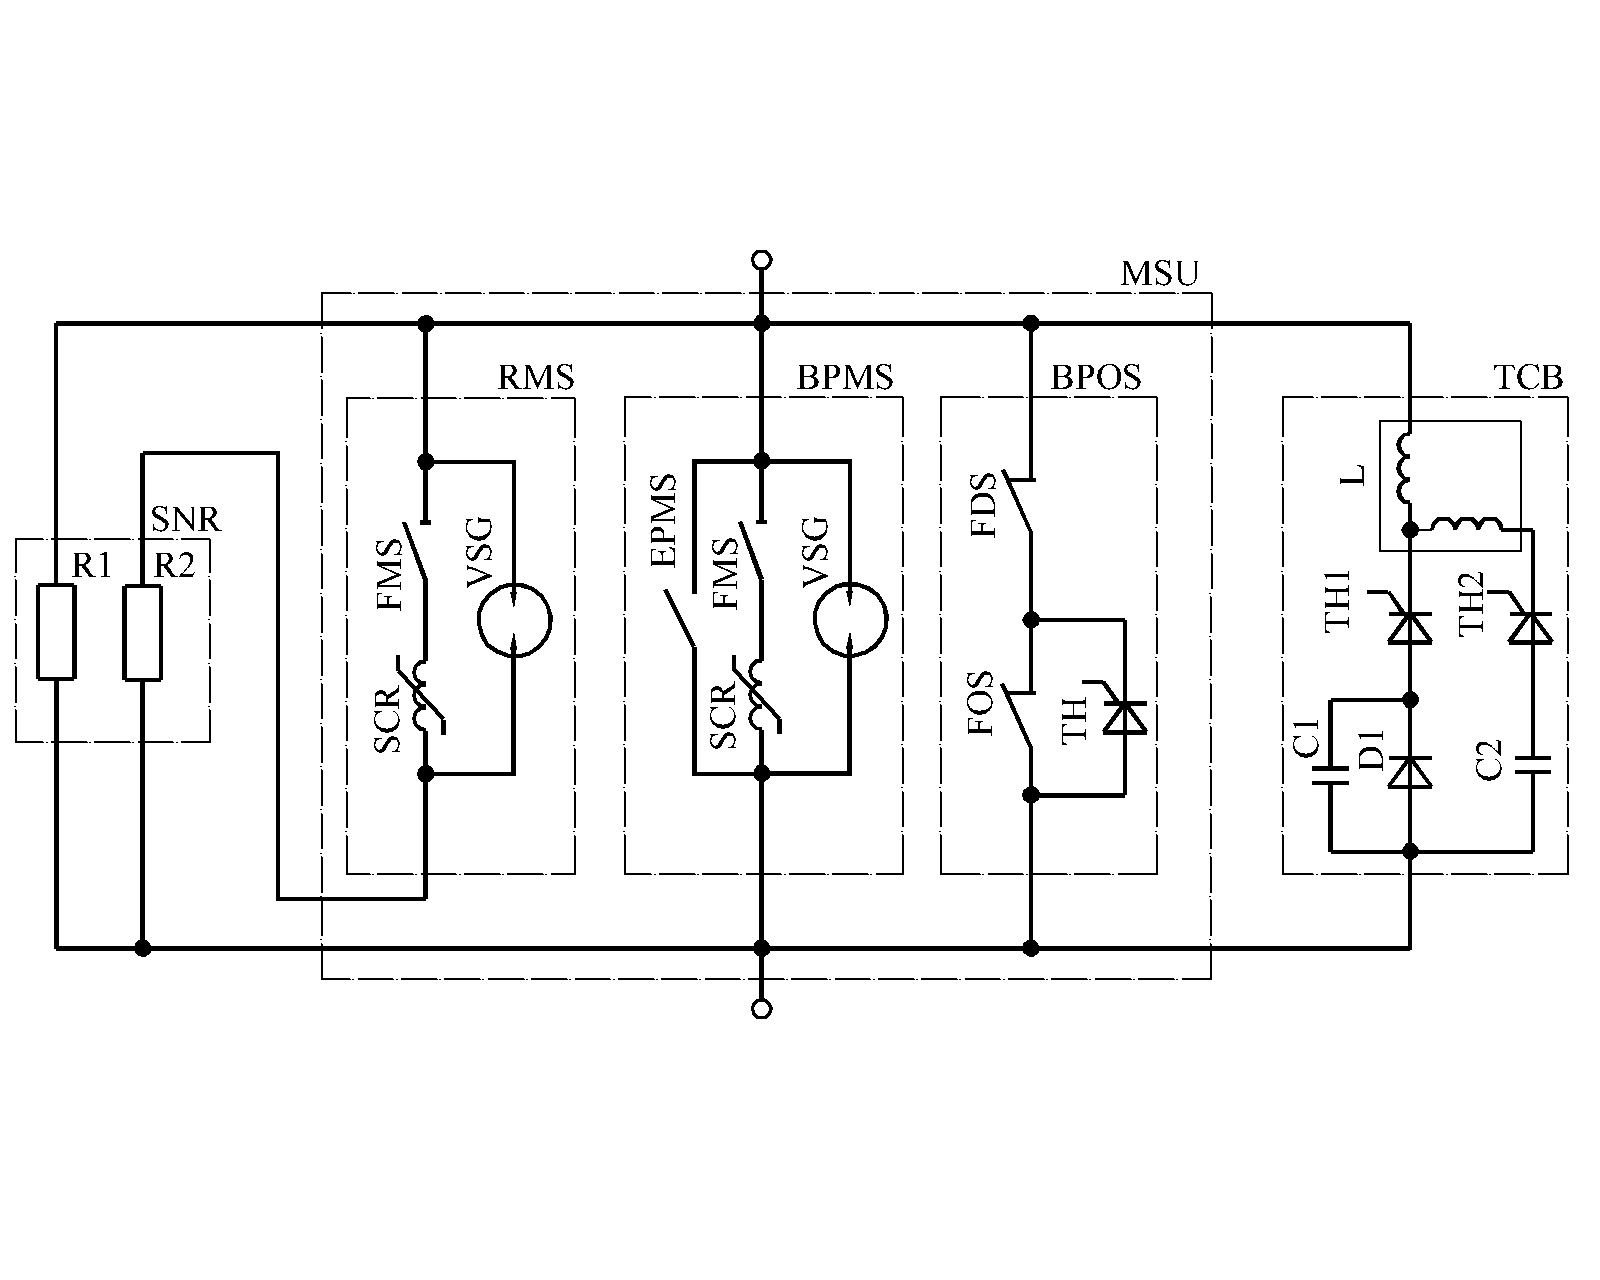 MSU
RMS
BPMS
BPOS
TCB
SNR
R1
R2
FMS
VSG
SCR
EPMS
FMS
VSG
SCR
FDS
FOS
TH
L
TH1
TH2
C1
D1
C2